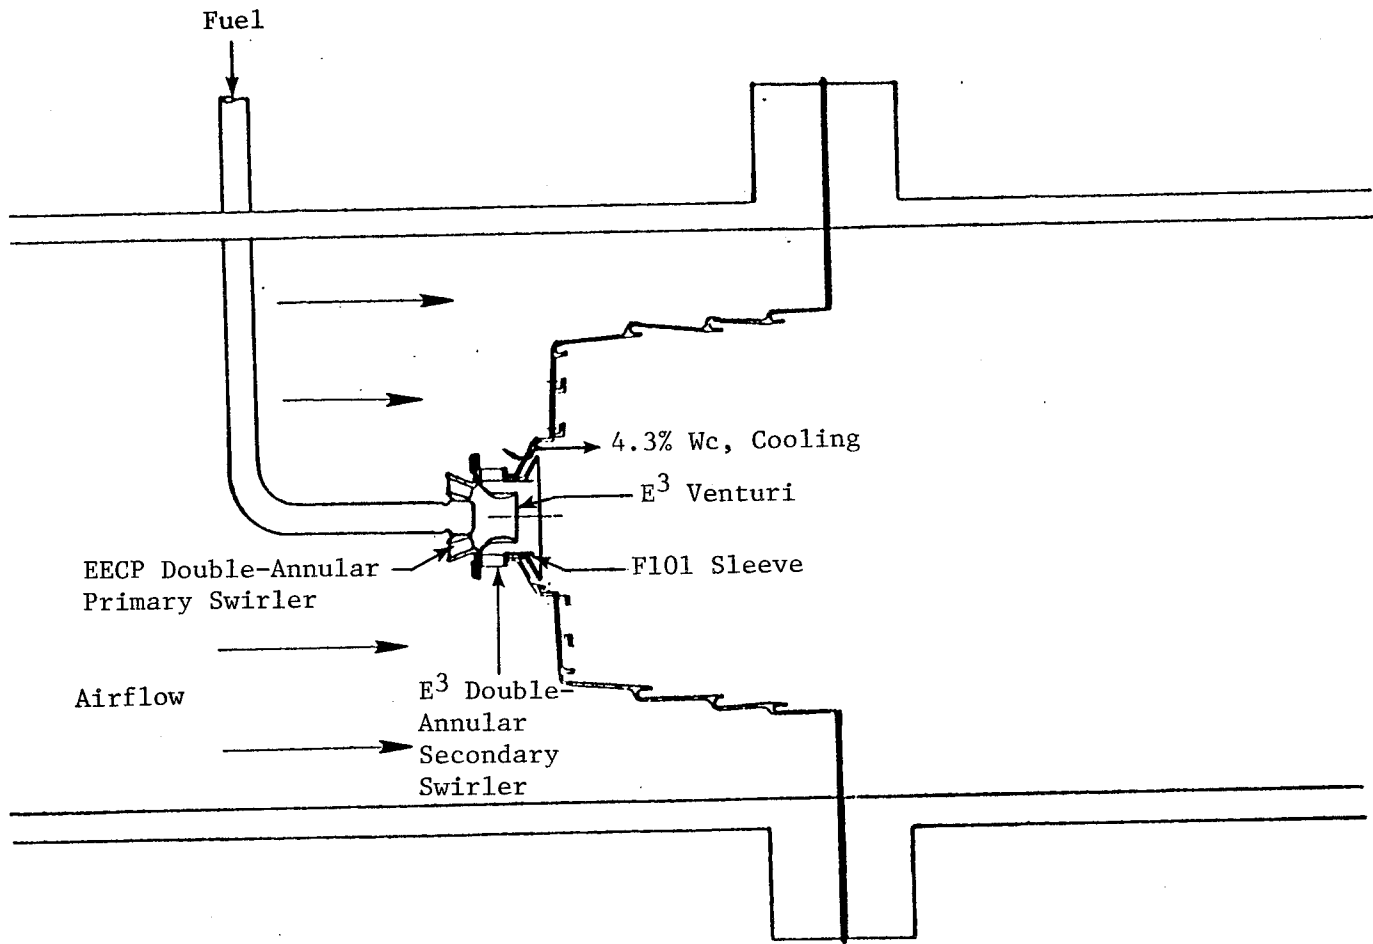 Fuel
4.3% Wc, Cooling
E³ Venturi
EECP Double-Annular
Primary Swirler
F101 Sleeve
Airflow
E³ Double-
Annular
Secondary
Swirler